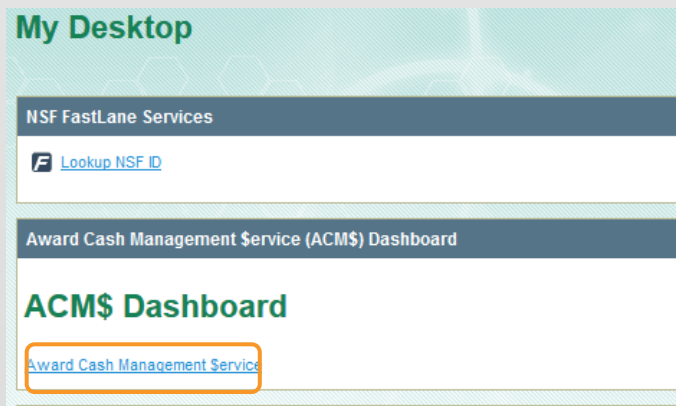 My Desktop
NSF FastLane Services
F Lookup NSF ID
Award Cash Management $ervice (ACM$) Dashboard
ACM$ Dashboard
Award Cash Management $ervice